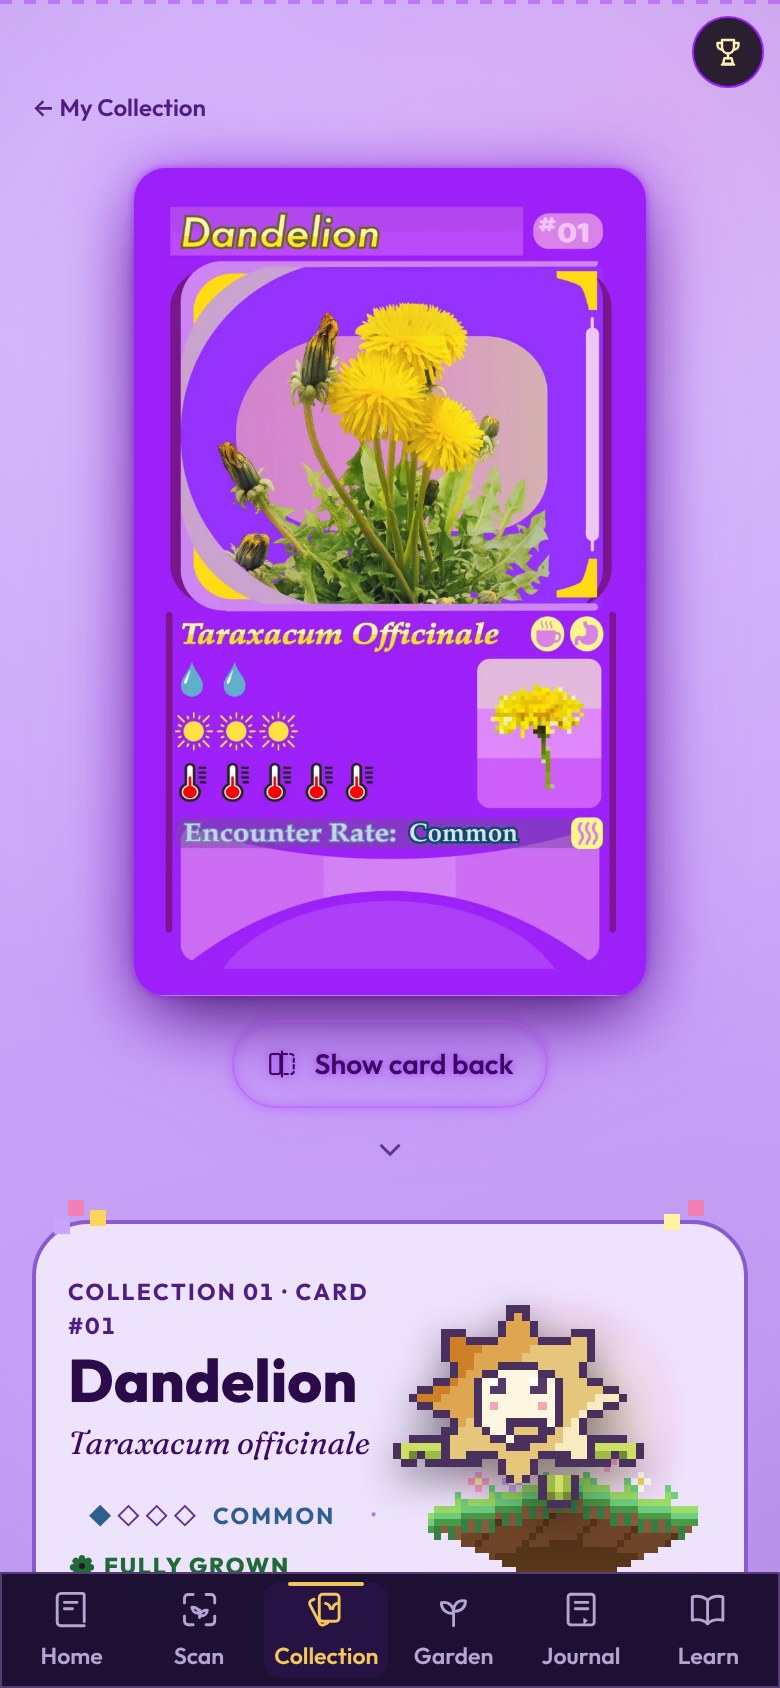 ← My Collection
Dandelion
#01
Taraxacum Officinale
Encounter Rate: Common
Show card back
COLLECTION 01 · CARD
#01
Dandelion
Taraxacum officinale
COMMON
FULLY GROWN
Home
Scan
Collection
Garden
Journal
Learn